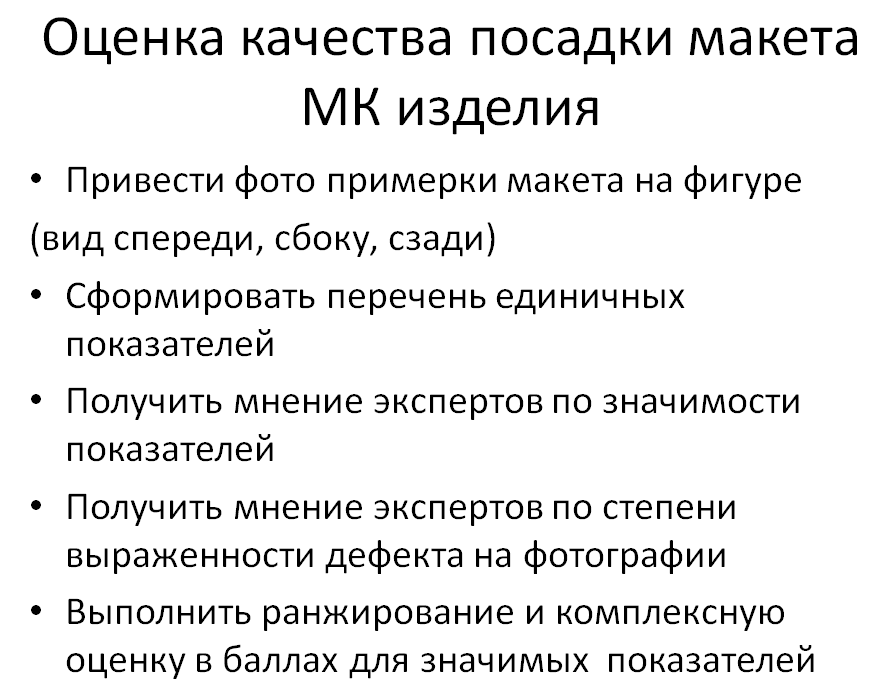 Оценка качества посадки макета
МК изделия
• Привести фото примерки макета на фигуре
(вид спереди, сбоку, сзади)
• Сформировать перечень единичных
показателей
• Получить мнение экспертов по значимости
показателей
• Получить мнение экспертов по степени
выраженности дефекта на фотографии
• Выполнить ранжирование и комплексную
оценку в баллах для значимых  показателей